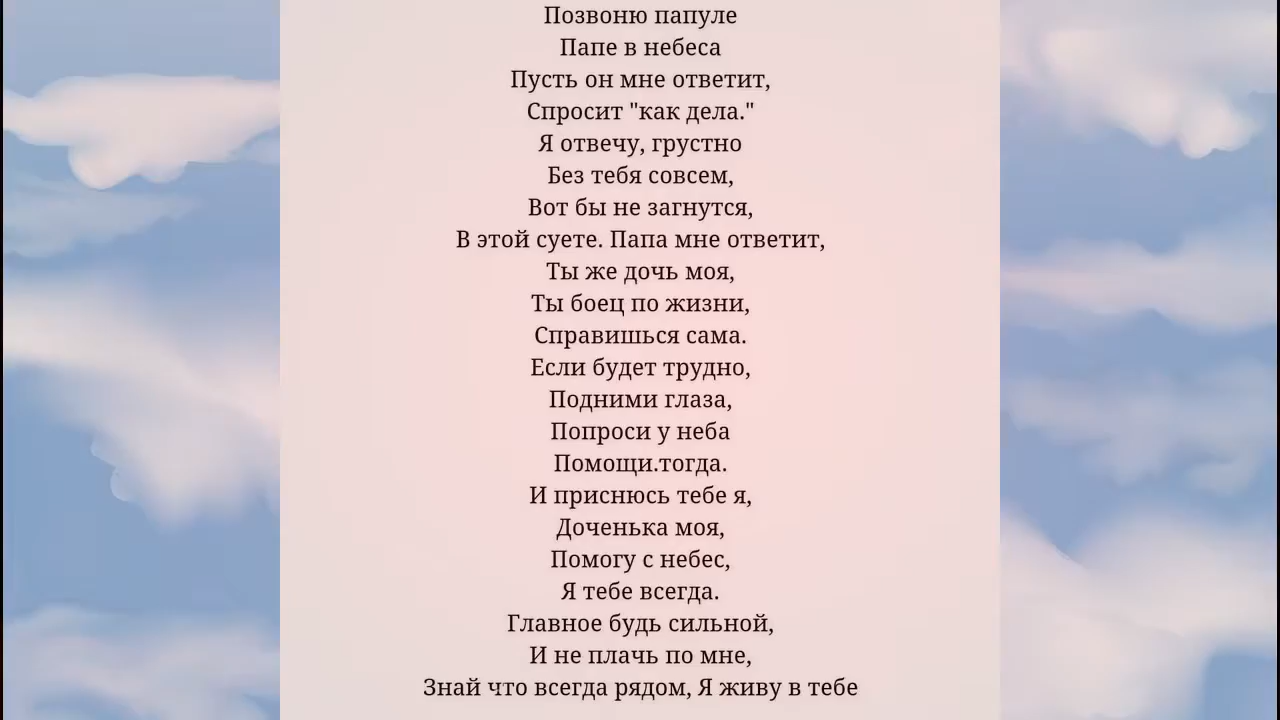 Позвоню папуле
Папе в небеса
Пусть он мне ответит,
Спросит "как дела."
Я отвечу, грустно
Без тебя совсем,
Вот бы не загнутся,
В этой суете. Папа мне ответит,
Ты же дочь моя,
Ты боец по жизни,
Справишься сама.
Если будет трудно,
Подними глаза,
Попроси у неба
Помощи.тогда.
И приснюсь тебе я,
Доченька моя,
Помогу с небес,
Я тебе всегда.
Главное будь сильной,
И не плачь по мне,
Знай что всегда рядом, Я живу в тебе